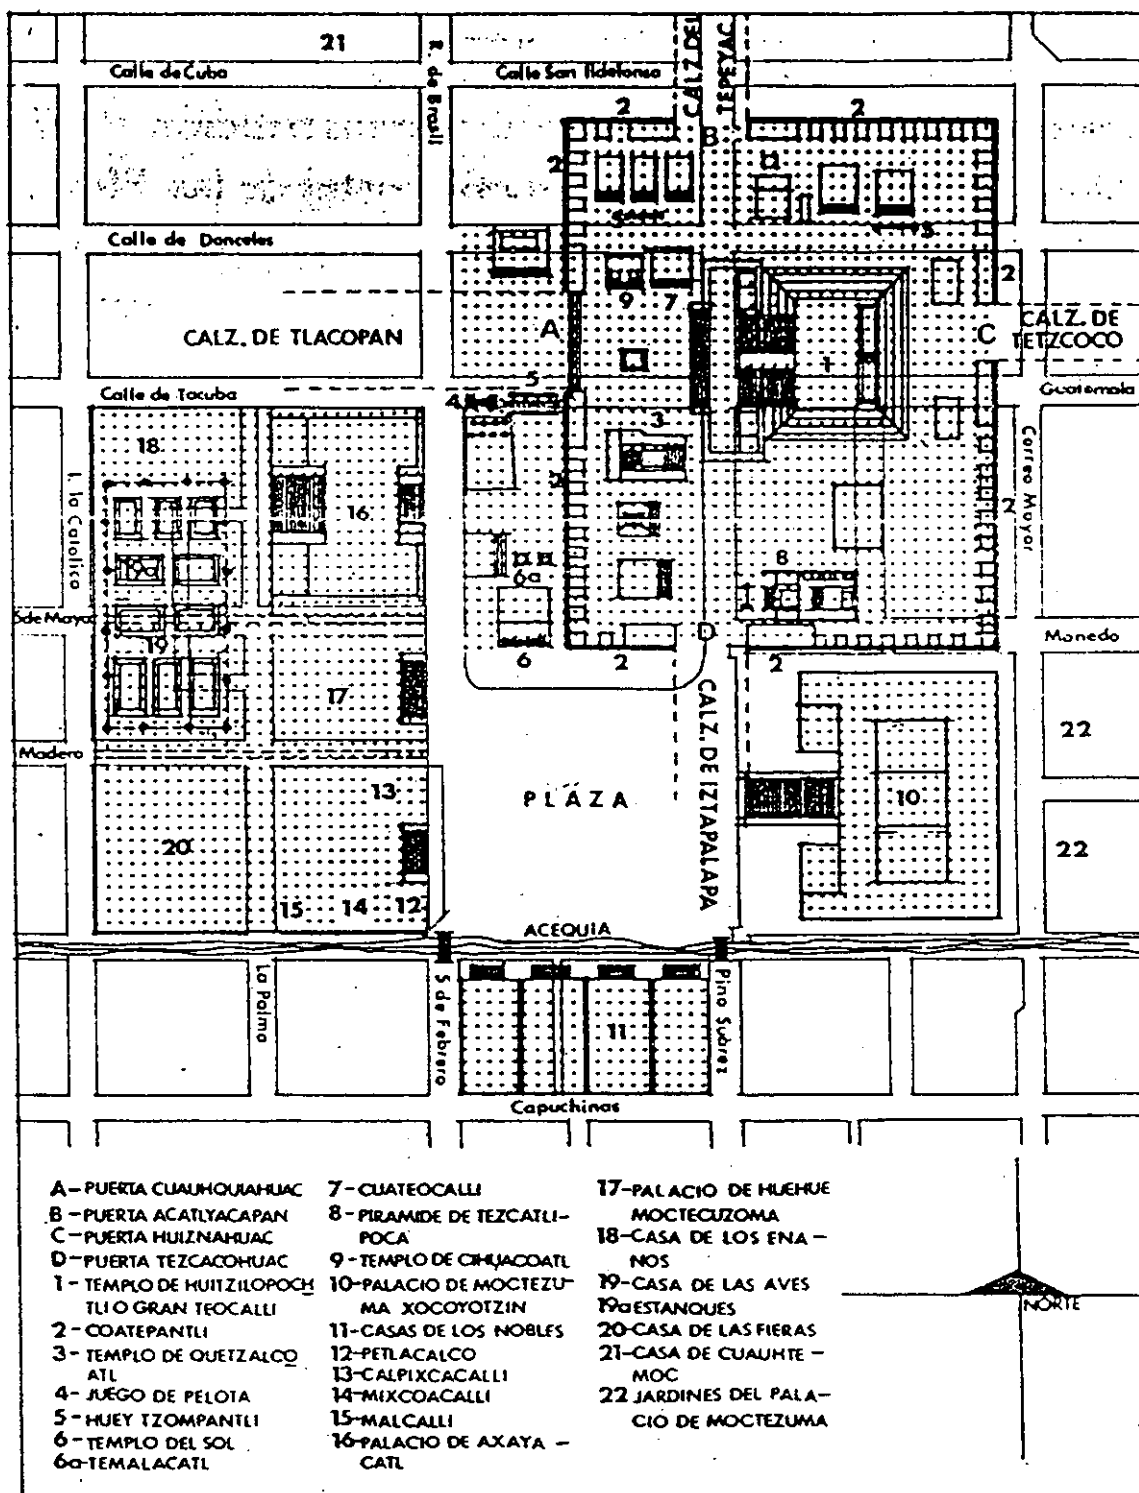 21
Calle de Cuba
R. de Brasil
Calle San Ildefonso
CALZ. DEL
TEPEYAC
2
2
B
2
5
5
Calle de Donceles
9
7
2
CALZ. DE TLACOPAN
A
1
C
CALZ. DE
TETZCOCO
Calle de Tacuba
5
4
Guatemala
18
3
I. la Catolica
16
2
2
Correo Mayor
19a
6a
8
5 de Mayo
19
6
2
D
2
Monedo
17
CALZ. DE IZTAPALAPA
22
Madero
13
PLAZA
10
20
22
15
14
12
ACEQUIA
La Palma
5 de Febrero
11
Pino Suárez
Capuchinas
A-PUERTA CUAUHQUIAHUAC
B-PUERTA ACATLYACAPAN
C-PUERTA HUIZNAHUAC
D-PUERTA TEZCACOHUAC
1-TEMPLO DE HUITZILOPOCH
TLI O GRAN TEOCALLI
2-COATEPANTLI
3-TEMPLO DE QUETZALCO
ATL
4-JUEGO DE PELOTA
5-HUEY TZOMPANTLI
6-TEMPLO DEL SOL
6a-TEMALACATL
7-CUATEOCALLI
8-PIRAMIDE DE TEZCATLI-
POCA
9-TEMPLO DE CIHUACOATL
10-PALACIO DE MOCTEZU-
MA XOCOYOTZIN
11-CASAS DE LOS NOBLES
12-PETLACALCO
13-CALPIXCACALLI
14-MIXCOACALLI
15-MALCALLI
16-PALACIO DE AXAYA-
CATL
17-PALACIO DE HUEHUE
MOCTECUZOMA
18-CASA DE LOS ENA-
NOS
19-CASA DE LAS AVES
19a ESTANQUES
20-CASA DE LAS FIERAS
21-CASA DE CUAUHTE-
MOC
22 JARDINES DEL PALA-
CIO DE MOCTEZUMA
NORTE